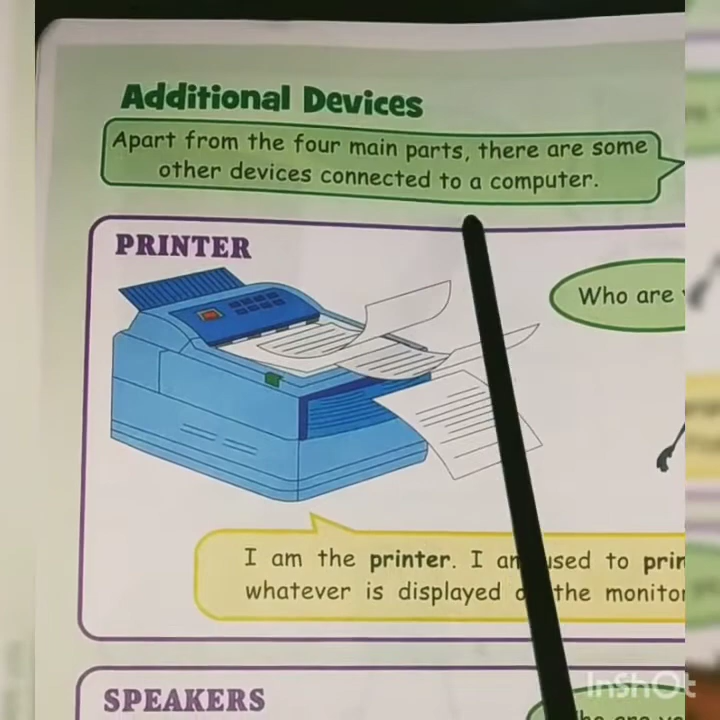 Additional Devices
Apart from the four main parts, there are some
other devices connected to a computer.
PRINTER
Who are
I am the printer. I am used to
whatever is displayed the monitor
SPEAKERS
InShOt